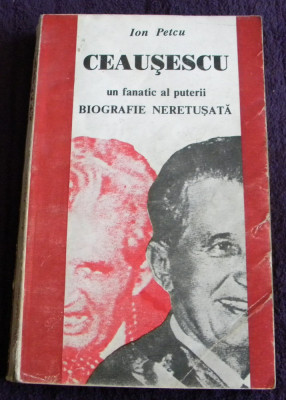 Ion Petcu
CEAUŞESCU
un fanatic al puterii
BIOGRAFIE NERETUŞATĂ